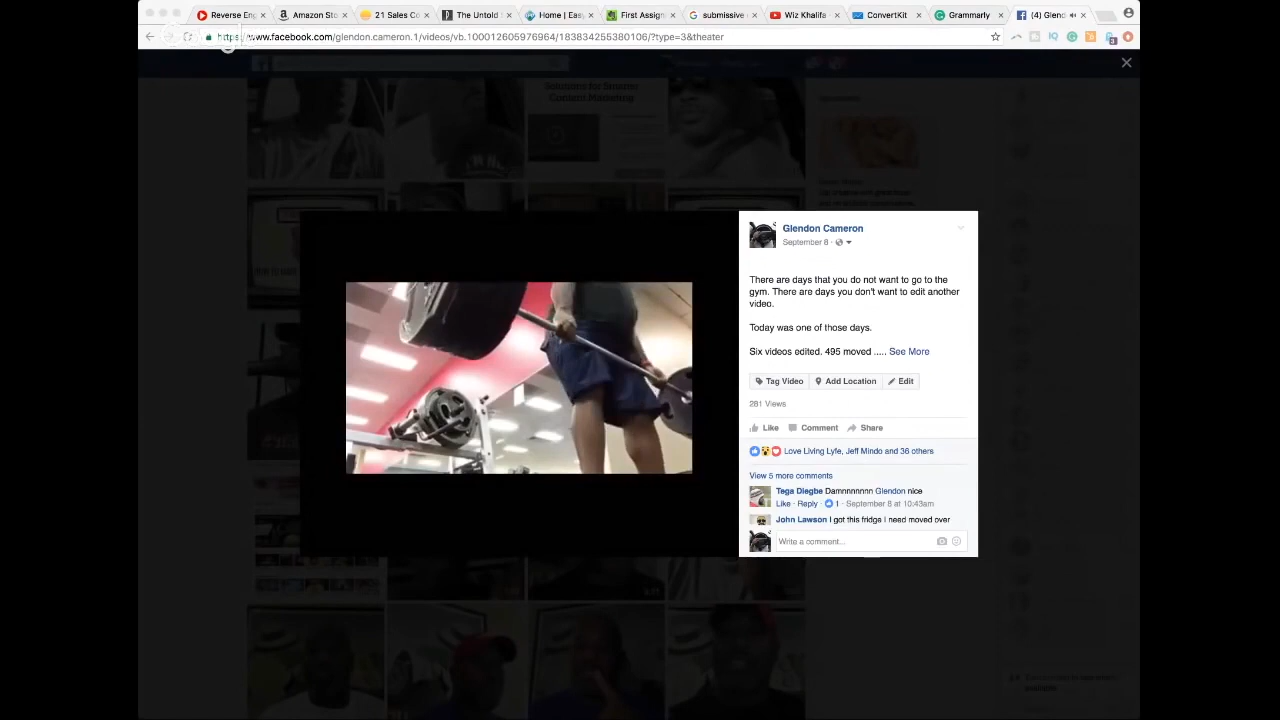 Reverse Eng
Amazon Sto
21 Sales Co
The Untold
Home | Eas
First Assign
submissive
Wiz Khalifa
ConvertKit
Grammarly
(4) Glend
https://www.facebook.com/glendon.cameron.1/videos/vb.100012605976964/183834255380106/?type=3&theater
Solutions for Smarter
Content Marketing
Glendon Cameron
September 8 ·
There are days that you do not want to go to the
gym. There are days you don't want to edit another
video.
Today was one of those days.
Six videos edited. 495 moved ..... See More
Tag Video
Add Location
Edit
281 Views
Like
Comment
Share
Love Living Lyfe, Jeff Mindo and 36 others
View 5 more comments
Tega Diegbe Damnnnnnnn Glendon nice
Like · Reply · 1 · September 8 at 10:43am
John Lawson I got this fridge I need moved over
Write a comment...